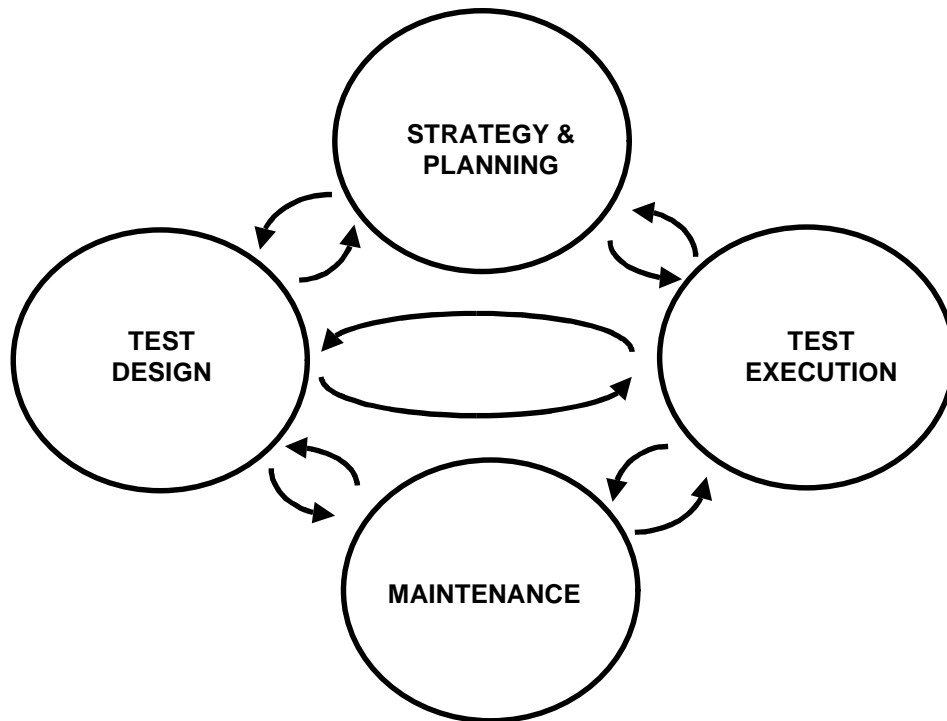 STRATEGY &
PLANNING
TEST
DESIGN
TEST
EXECUTION
MAINTENANCE